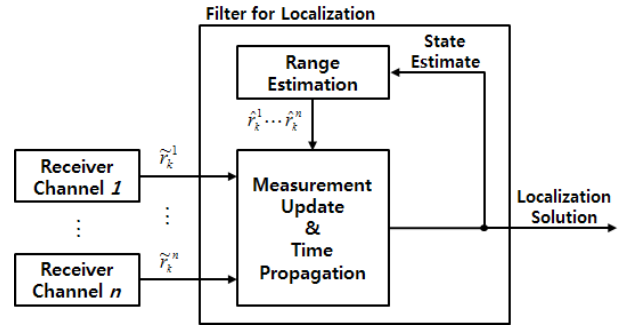 Filter for Localization
State
Estimate
Range
Estimation
r̂ₖ¹ ⋯ r̂ₖⁿ
Receiver
Channel 1
r̃ₖ¹
Measurement
Update
&
Time
Propagation
Localization
Solution
⋮
⋮
Receiver
Channel n
r̃ₖⁿ